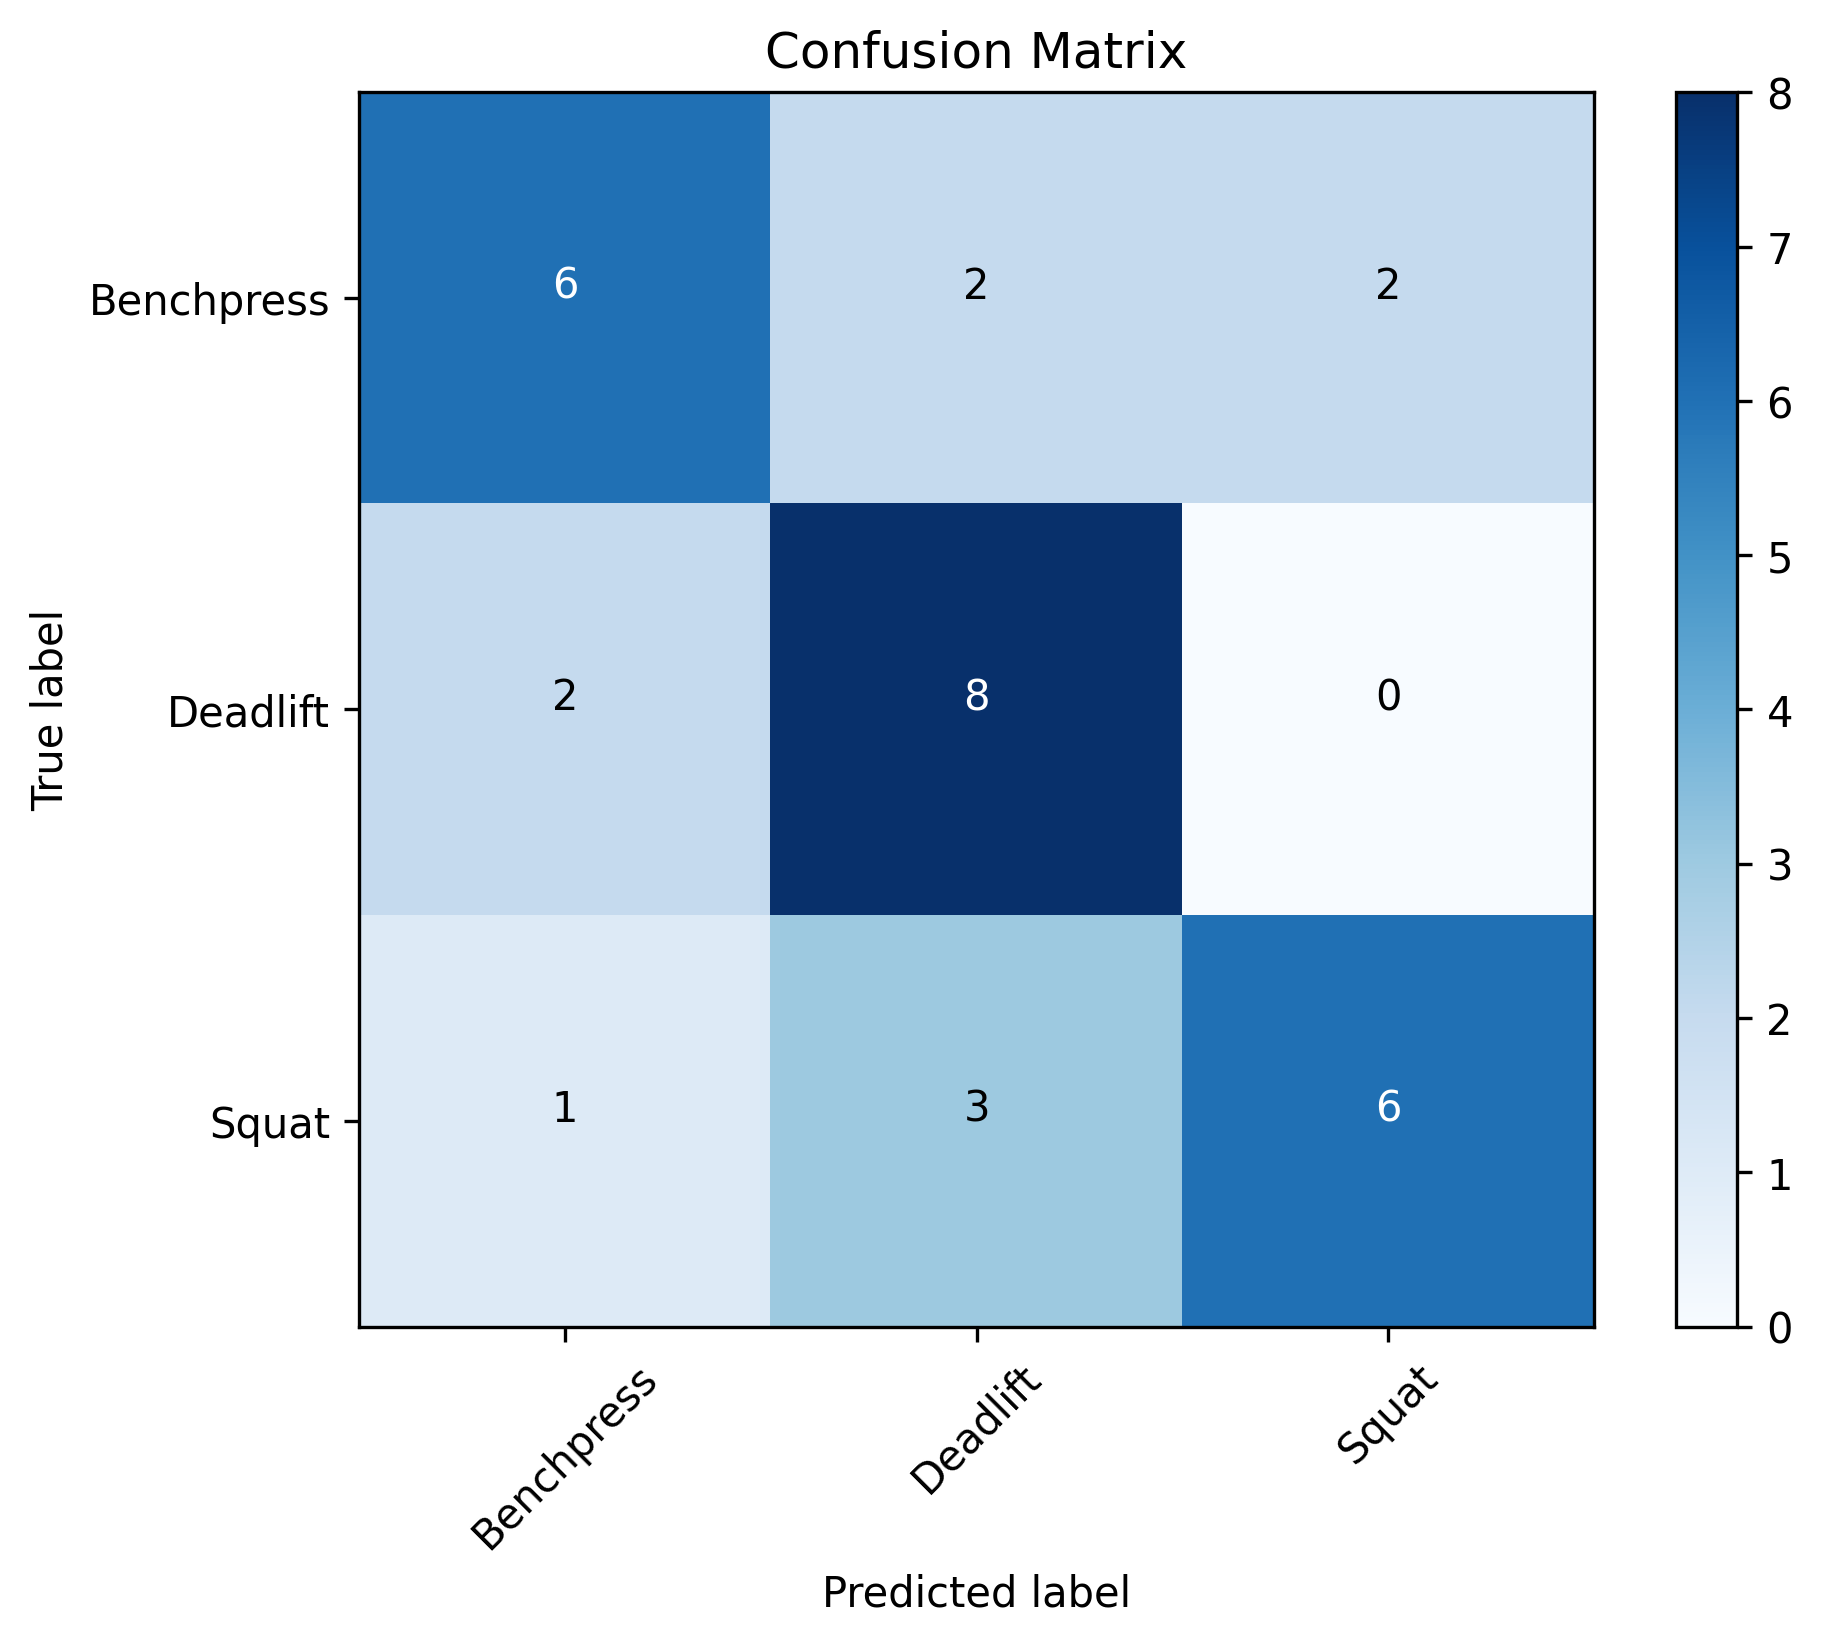 Confusion Matrix
Benchpress
Deadlift
Squat
True label
6 2 2
2 8 0
1 3 6
Benchpress Deadlift Squat
Predicted label
8
7
6
5
4
3
2
1
0